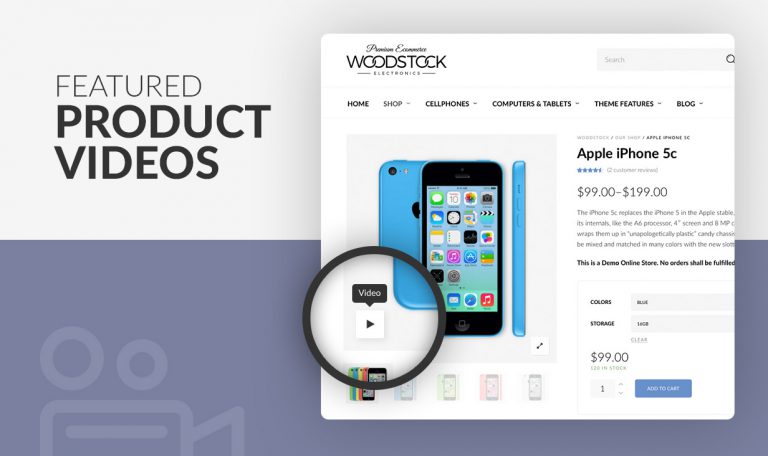 FEATURED
PRODUCT
VIDEOS
Premium Ecommerce
WOODSTOCK
ELECTRONICS
Search
HOME SHOP CELLPHONES COMPUTERS & TABLETS THEME FEATURES BLOG
WOODSTOCK / OUR SHOP / APPLE IPHONE 5C
Apple iPhone 5c
(2 customer reviews)
$99.00–$199.00
The iPhone 5c replaces the iPhone 5 in the Apple stable.
its internals, like the A6 processor, 4" screen and 8 MP
wraps them up in "unapologetically plastic" candy
be mixed and matched in many colors with the new
This is a Demo Online Store. No orders shall be fulfilled
Video
COLORS BLUE
STORAGE 16GB
CLEAR
$99.00
120 IN STOCK
1 ADD TO CART